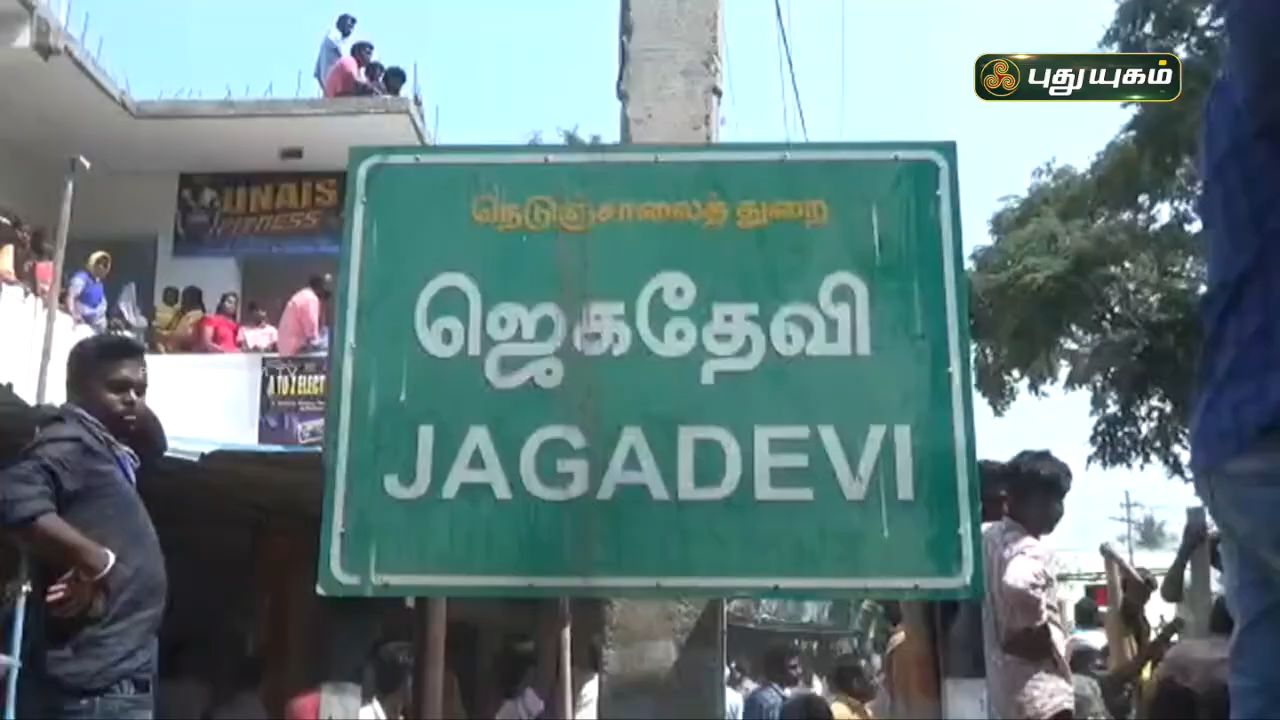 புதுயுகம்
UNAIS
FITNESS
நெடுஞ்சாலைத் துறை
ஜெகதேவி
JAGADEVI
A TO Z ELECT